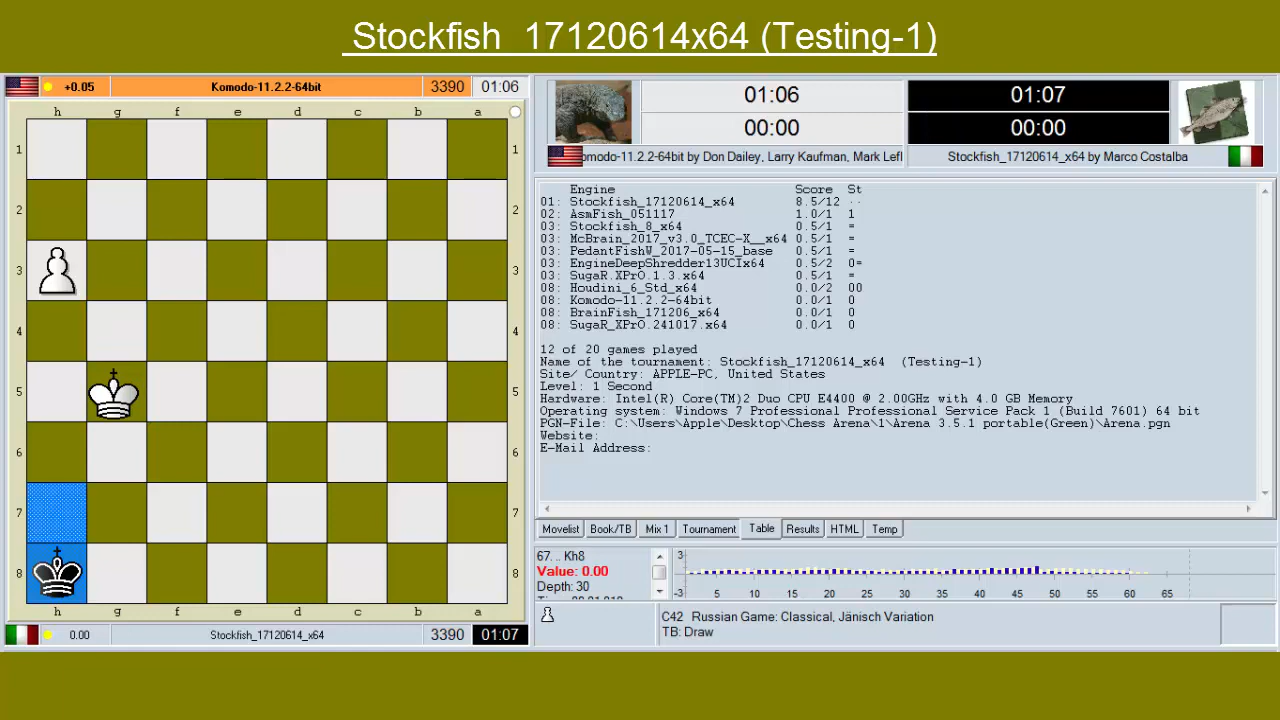 Stockfish_17120614x64 (Testing-1)
+0.05 Komodo-11.2.2-64bit 3390 01:06
h g f e d c b a
1 1
2 2
3 3
4 4
5 5
6 6
7 7
8 8
h g f e d c b a
0.00 Stockfish_17120614_x64 3390 01:07
01:06 01:07
00:00 00:00
omodo-11.2.2-64bit by Don Dailey, Larry Kaufman, Mark Lefl Stockfish_17120614_x64 by Marco Costalba
Engine Score St
01: Stockfish_17120614_x64 8.5/12 ··
02: AsmFish_051117 1.0/1 1
03: Stockfish_8_x64 0.5/1 =
03: McBrain_2017_v3.0_TCEC-X__x64 0.5/1 =
03: PedantFishW_2017-05-15_base 0.5/1 =
03: EngineDeepShredder13UCIx64 0.5/2 0=
03: SugaR.XPrO.1.3.x64 0.5/1 =
08: Houdini_6_Std_x64 0.0/2 00
08: Komodo-11.2.2-64bit 0.0/1 0
08: BrainFish_171206_x64 0.0/1 0
08: SugaR_XPrO.241017.x64 0.0/1 0
12 of 20 games played
Name of the tournament: Stockfish_17120614_x64 (Testing-1)
Site/ Country: APPLE-PC, United States
Level: 1 Second
Hardware: Intel(R) Core(TM)2 Duo CPU E4400 @ 2.00GHz with 4.0 GB Memory
Operating system: Windows 7 Professional Professional Service Pack 1 (Build 7601) 64 bit
PGN-File: C:\Users\Apple\Desktop\Chess Arena\1\Arena 3.5.1 portable(Green)\Arena.pgn
Website:
E-Mail Address:
Movelist Book/TB Mix 1 Tournament Table Results HTML Temp
67. .. Kh8
Value: 0.00
Depth: 30
3
-3 5 10 15 20 25 30 35 40 45 50 55 60 65
C42 Russian Game: Classical, Jänisch Variation
TB: Draw